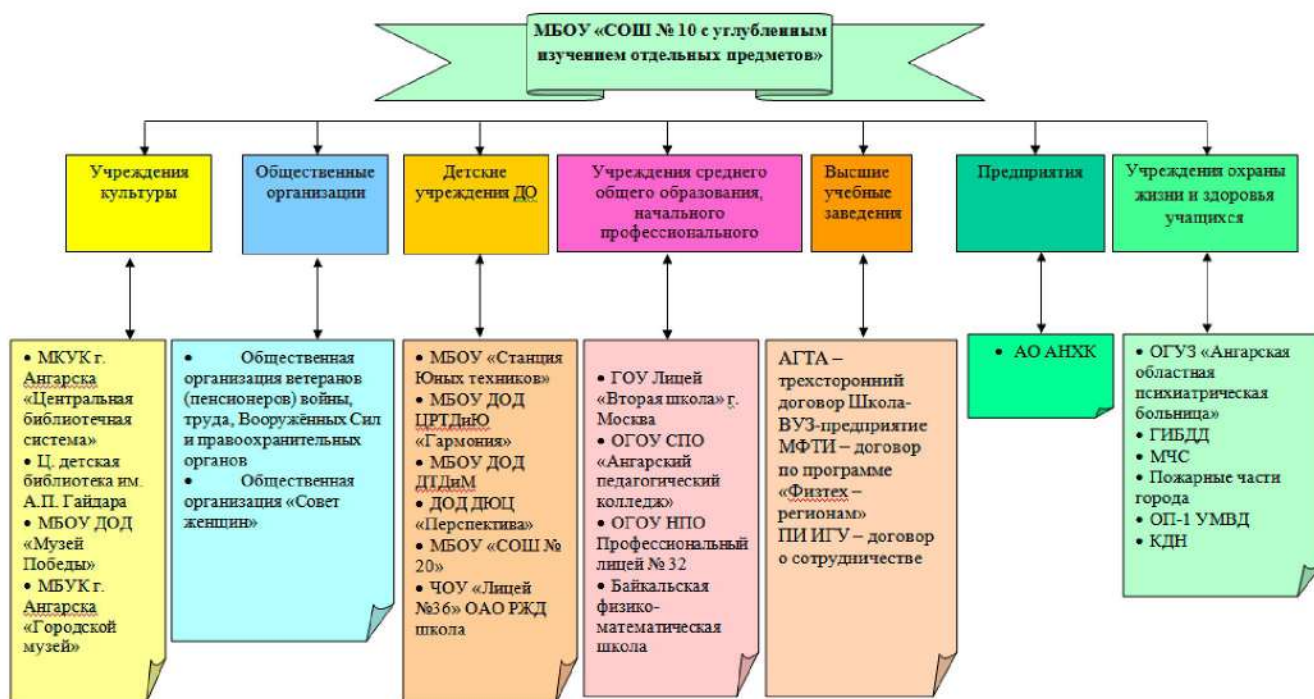 МБОУ «СОШ № 10 с углубленным
изучением отдельных предметов»
Учреждения
культуры
Общественные
организации
Детские
учреждения ДО
Учреждения среднего
общего образования,
начального
профессионального
Высшие
учебные
заведения
Предприятия
Учреждения охраны
жизни и здоровья
учащихся
• МКУК г.
Ангарска
«Центральная
библиотечная
система»
• Ц. детская
библиотека им.
А.П. Гайдара
• МБОУ ДОД
«Музей
Победы»
• МБУК г.
Ангарска
«Городской
музей»
• Общественная
организация ветеранов
(пенсионеров) войны,
труда, Вооружённых Сил
и правоохранительных
органов
• Общественная
организация «Совет
женщин»
• МБОУ «Станция
Юных техников»
• МБОУ ДОД
ЦРТДиЮ
«Гармония»
• МБОУ ДОД
ДТДиМ
• ДОД ДЮЦ
«Перспектива»
• МБОУ «СОШ №
20»
• ЧОУ «Лицей
№36» ОАО РЖД
школа
• ГОУ Лицей
«Вторая школа» г.
Москва
• ОГОУ СПО
«Ангарский
педагогический
колледж»
• ОГОУ НПО
Профессиональный
лицей № 32
• Байкальская
физико-
математическая
школа
АГТА –
трехсторонний
договор Школа-
ВУЗ-предприятие
МФТИ – договор
по программе
«Физтех –
регионам»
ПИ ИГУ – договор
о сотрудничестве
• АО АНХК
• ОГУЗ «Ангарская
областная
психиатрическая
больница»
• ГИБДД
• МЧС
• Пожарные части
города
• ОП-1 УМВД
• КДН